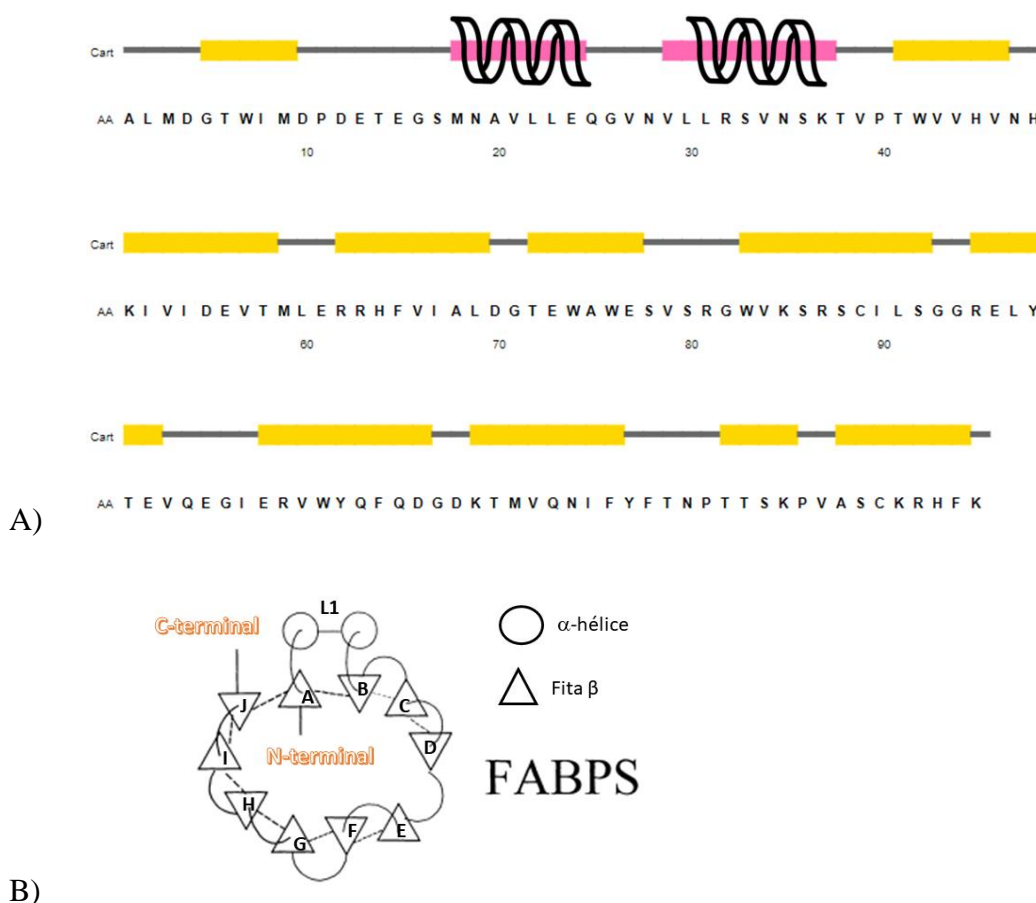 Cart
AA A L M D G T W I M D P D E T E G S M N A V L L E Q G V N V L L R S V N S K T V P T W V V H V N H
10 20 30 40
Cart
AA K I V I D E V T M L E R R H F V I A L D G T E W A W E S V S R G W V K S R S C I L S G G R E L Y
60 70 80 90
Cart
AA T E V Q E G I E R V W Y Q F Q D G D K T M V Q N I F Y F T N P T T S K P V A S C K R H F K
A)
L1
C-terminal
α-hélice
J A B C
Fita β
I N-terminal D
FABPS
H
G F E
B)